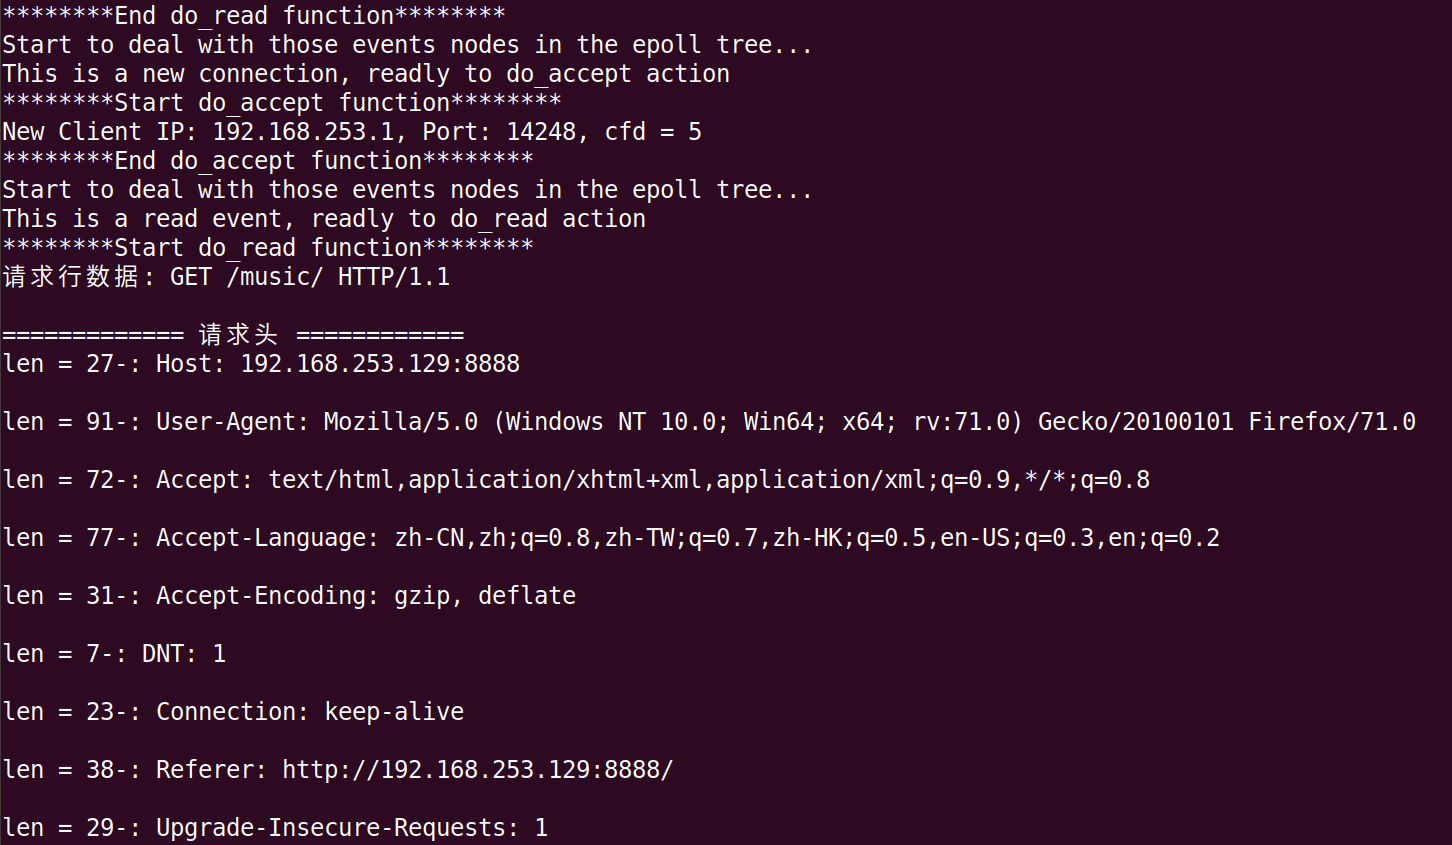 ********End do_read function********
Start to deal with those events nodes in the epoll tree...
This is a new connection, readly to do_accept action
********Start do_accept function********
New Client IP: 192.168.253.1, Port: 14248, cfd = 5
********End do_accept function********
Start to deal with those events nodes in the epoll tree...
This is a read event, readly to do_read action
********Start do_read function********
请求行数据: GET /music/ HTTP/1.1
============= 请求头 ============
len = 27-: Host: 192.168.253.129:8888
len = 91-: User-Agent: Mozilla/5.0 (Windows NT 10.0; Win64; x64; rv:71.0) Gecko/20100101 Firefox/71.0
len = 72-: Accept: text/html,application/xhtml+xml,application/xml;q=0.9,*/*;q=0.8
len = 77-: Accept-Language: zh-CN,zh;q=0.8,zh-TW;q=0.7,zh-HK;q=0.5,en-US;q=0.3,en;q=0.2
len = 31-: Accept-Encoding: gzip, deflate
len = 7-: DNT: 1
len = 23-: Connection: keep-alive
len = 38-: Referer: http://192.168.253.129:8888/
len = 29-: Upgrade-Insecure-Requests: 1